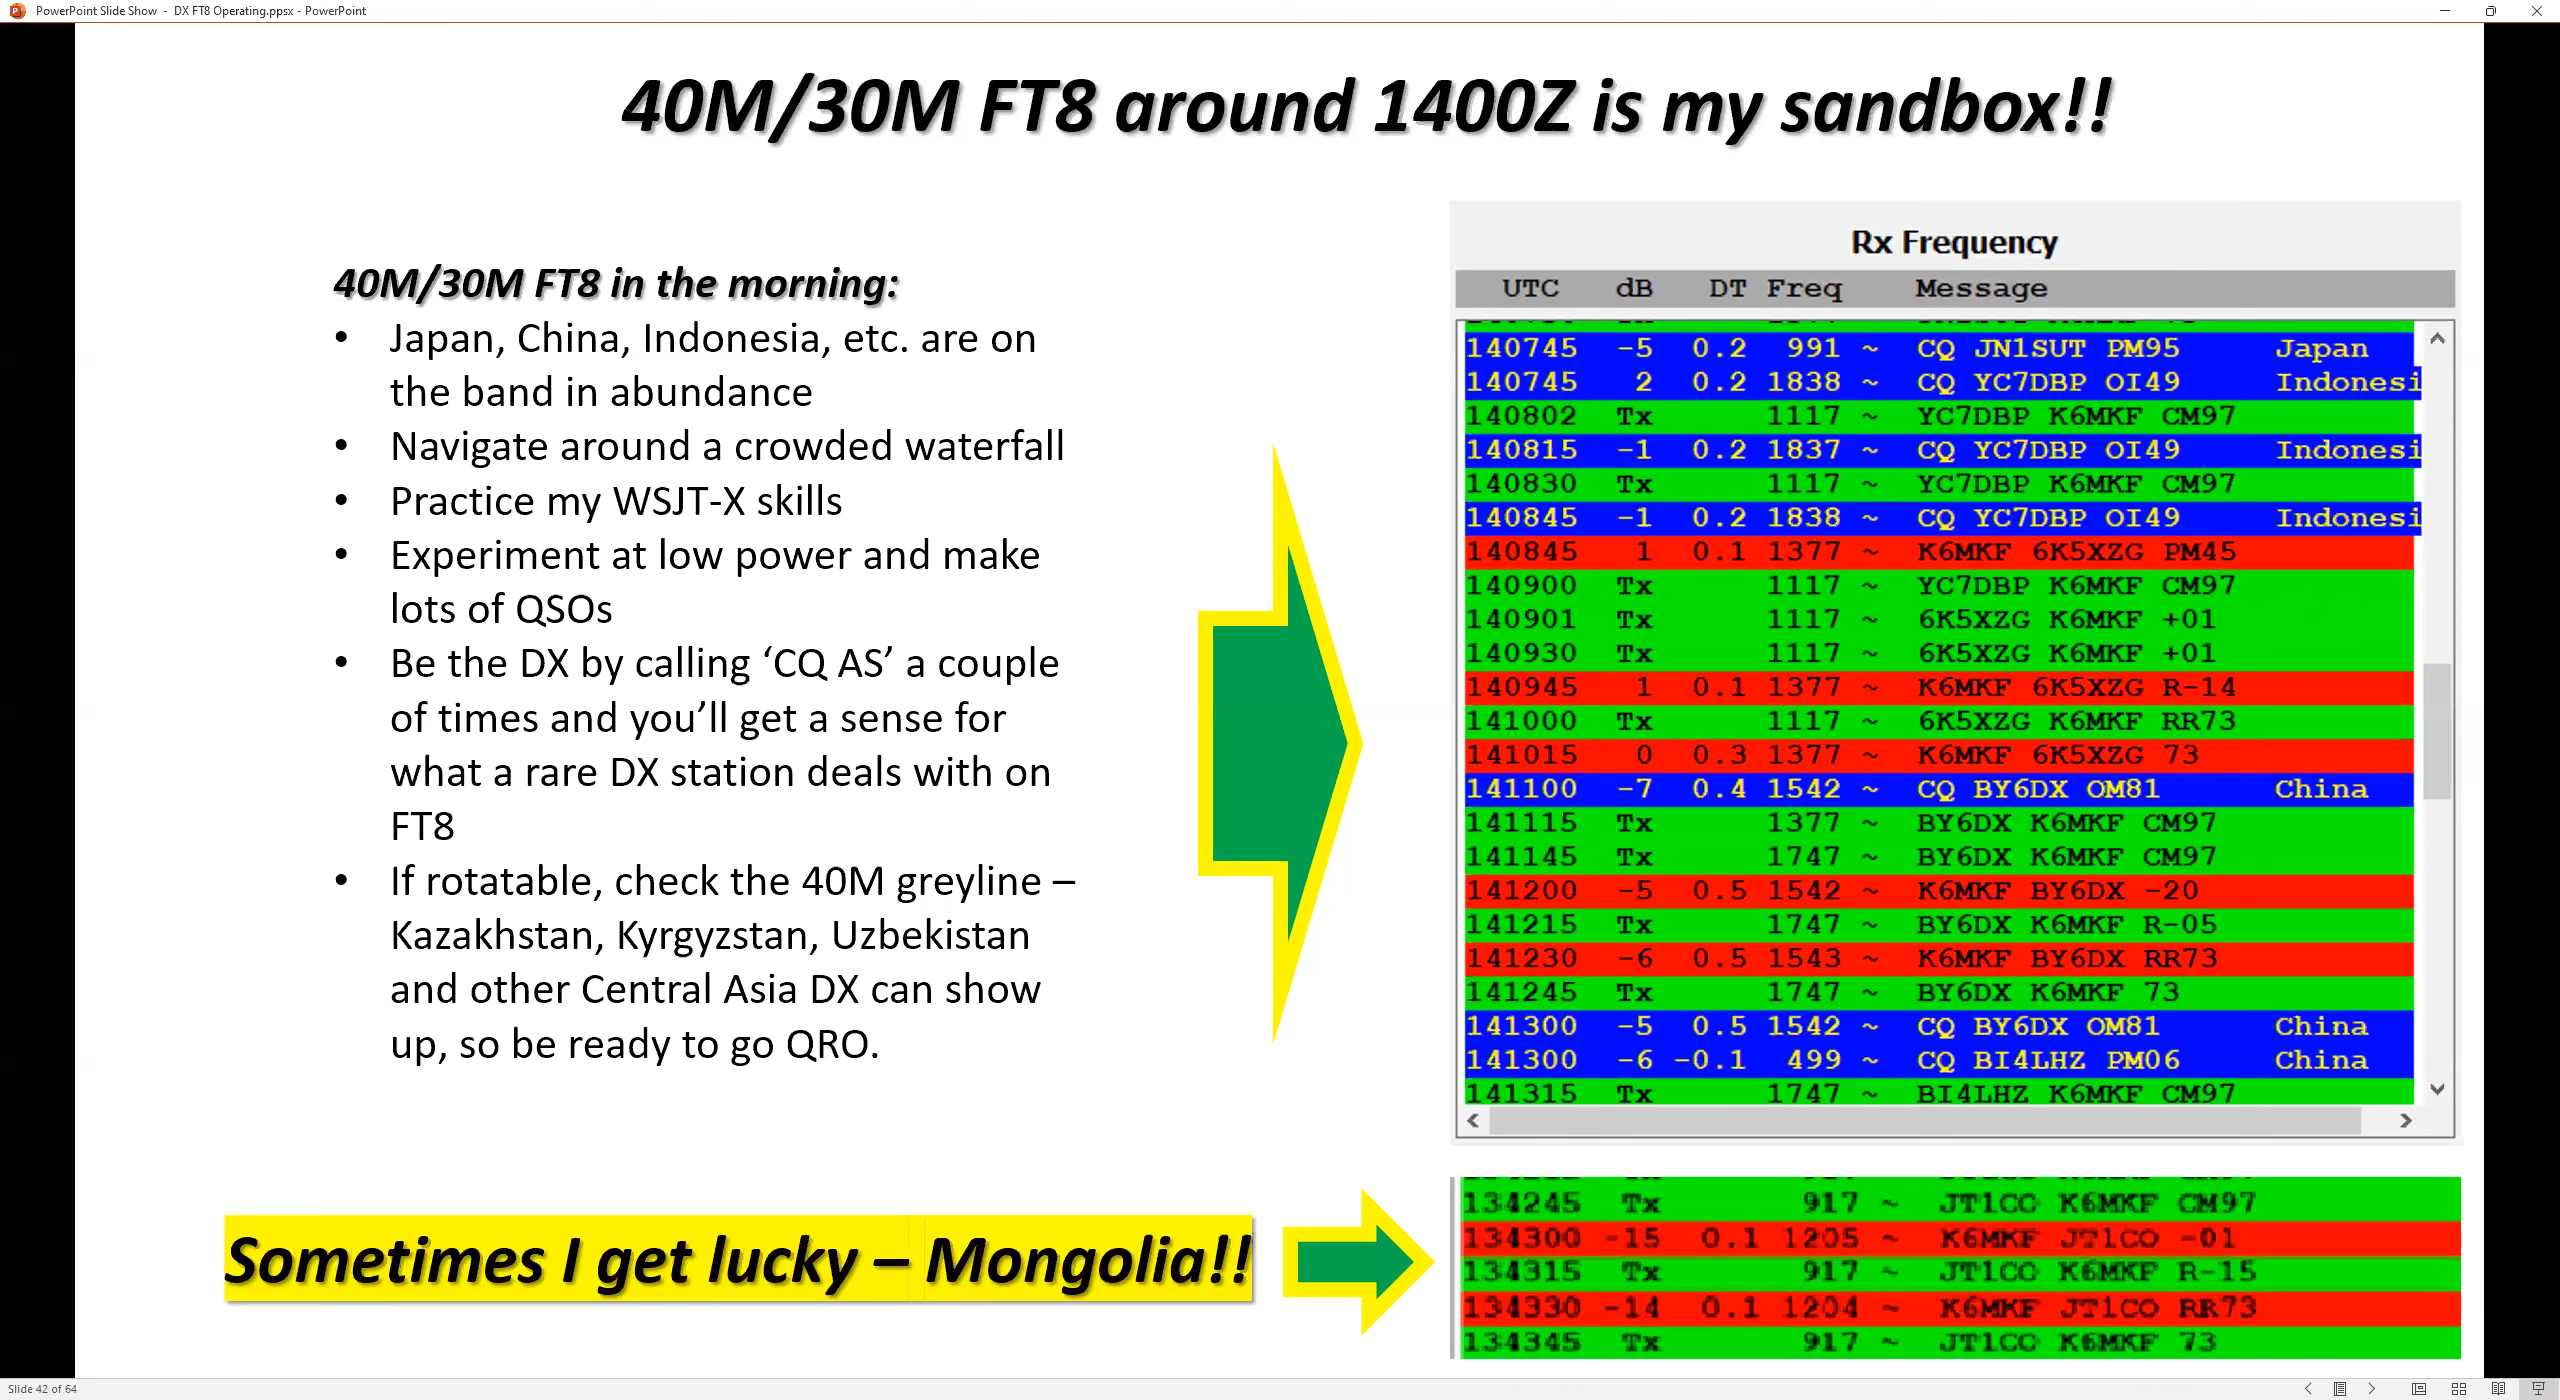 PowerPoint Slide Show - DX FT8 Operating.ppsx - PowerPoint
40M/30M FT8 around 1400Z is my sandbox!!
40M/30M FT8 in the morning:
• Japan, China, Indonesia, etc. are on
the band in abundance
• Navigate around a crowded waterfall
• Practice my WSJT-X skills
• Experiment at low power and make
lots of QSOs
• Be the DX by calling ‘CQ AS’ a couple
of times and you’ll get a sense for
what a rare DX station deals with on
FT8
• If rotatable, check the 40M greyline –
Kazakhstan, Kyrgyzstan, Uzbekistan
and other Central Asia DX can show
up, so be ready to go QRO.
Sometimes I get lucky – Mongolia!!
Rx Frequency
UTC dB DT Freq Message
140745 -5 0.2 991 ~ CQ JN1SUT PM95 Japan
140745 2 0.2 1838 ~ CQ YC7DBP OI49 Indonesi
140802 Tx 1117 ~ YC7DBP K6MKF CM97
140815 -1 0.2 1837 ~ CQ YC7DBP OI49 Indonesi
140830 Tx 1117 ~ YC7DBP K6MKF CM97
140845 -1 0.2 1838 ~ CQ YC7DBP OI49 Indonesi
140845 1 0.1 1377 ~ K6MKF 6K5XZG PM45
140900 Tx 1117 ~ YC7DBP K6MKF CM97
140901 Tx 1117 ~ 6K5XZG K6MKF +01
140930 Tx 1117 ~ 6K5XZG K6MKF +01
140945 1 0.1 1377 ~ K6MKF 6K5XZG R-14
141000 Tx 1117 ~ 6K5XZG K6MKF RR73
141015 0 0.3 1377 ~ K6MKF 6K5XZG 73
141100 -7 0.4 1542 ~ CQ BY6DX OM81 China
141115 Tx 1377 ~ BY6DX K6MKF CM97
141145 Tx 1747 ~ BY6DX K6MKF CM97
141200 -5 0.5 1542 ~ K6MKF BY6DX -20
141215 Tx 1747 ~ BY6DX K6MKF R-05
141230 -6 0.5 1543 ~ K6MKF BY6DX RR73
141245 Tx 1747 ~ BY6DX K6MKF 73
141300 -5 0.5 1542 ~ CQ BY6DX OM81 China
141300 -6 -0.1 499 ~ CQ BI4LHZ PM06 China
141315 Tx 1747 ~ BI4LHZ K6MKF CM97
134245 Tx 917 ~ JT1CO K6MKF CM97
134300 -15 0.1 1205 ~ K6MKF JT1CO -01
134315 Tx 917 ~ JT1CO K6MKF R-15
134330 -14 0.1 1204 ~ K6MKF JT1CO RR73
134345 Tx 917 ~ JT1CO K6MKF 73
Slide 42 of 64